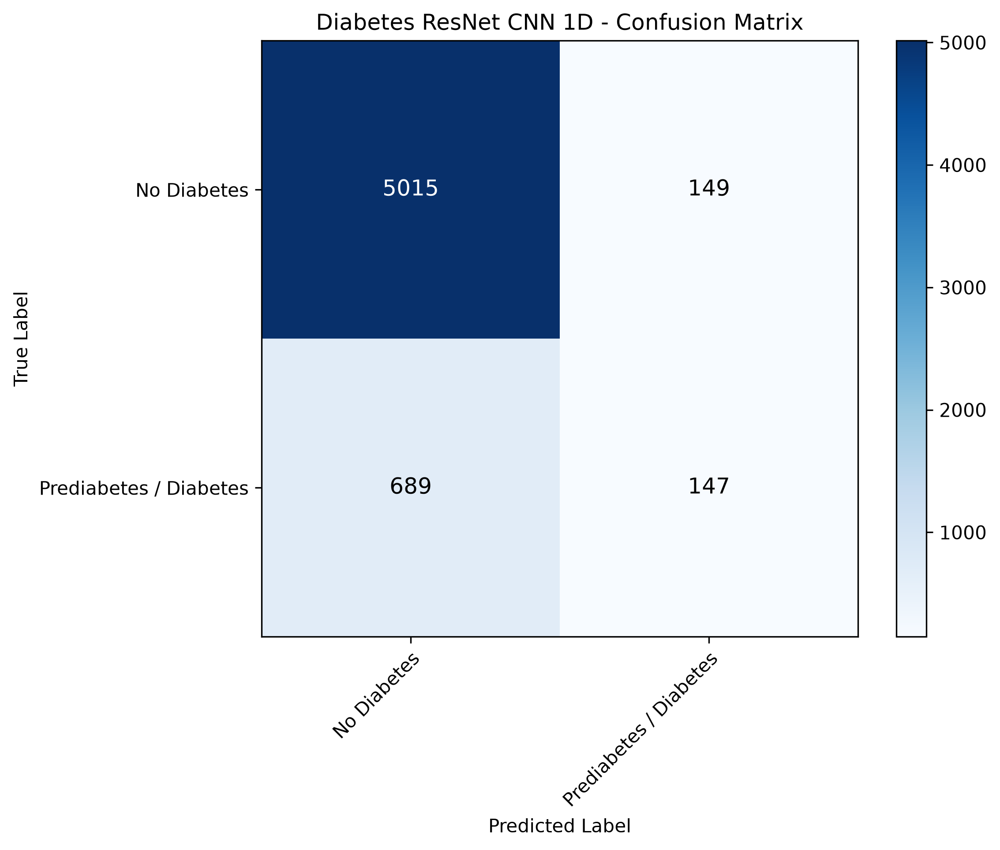 Diabetes ResNet CNN 1D - Confusion Matrix
5000
4000
3000
2000
1000
True Label
No Diabetes
Prediabetes / Diabetes
5015
149
689
147
No Diabetes
Prediabetes / Diabetes
Predicted Label